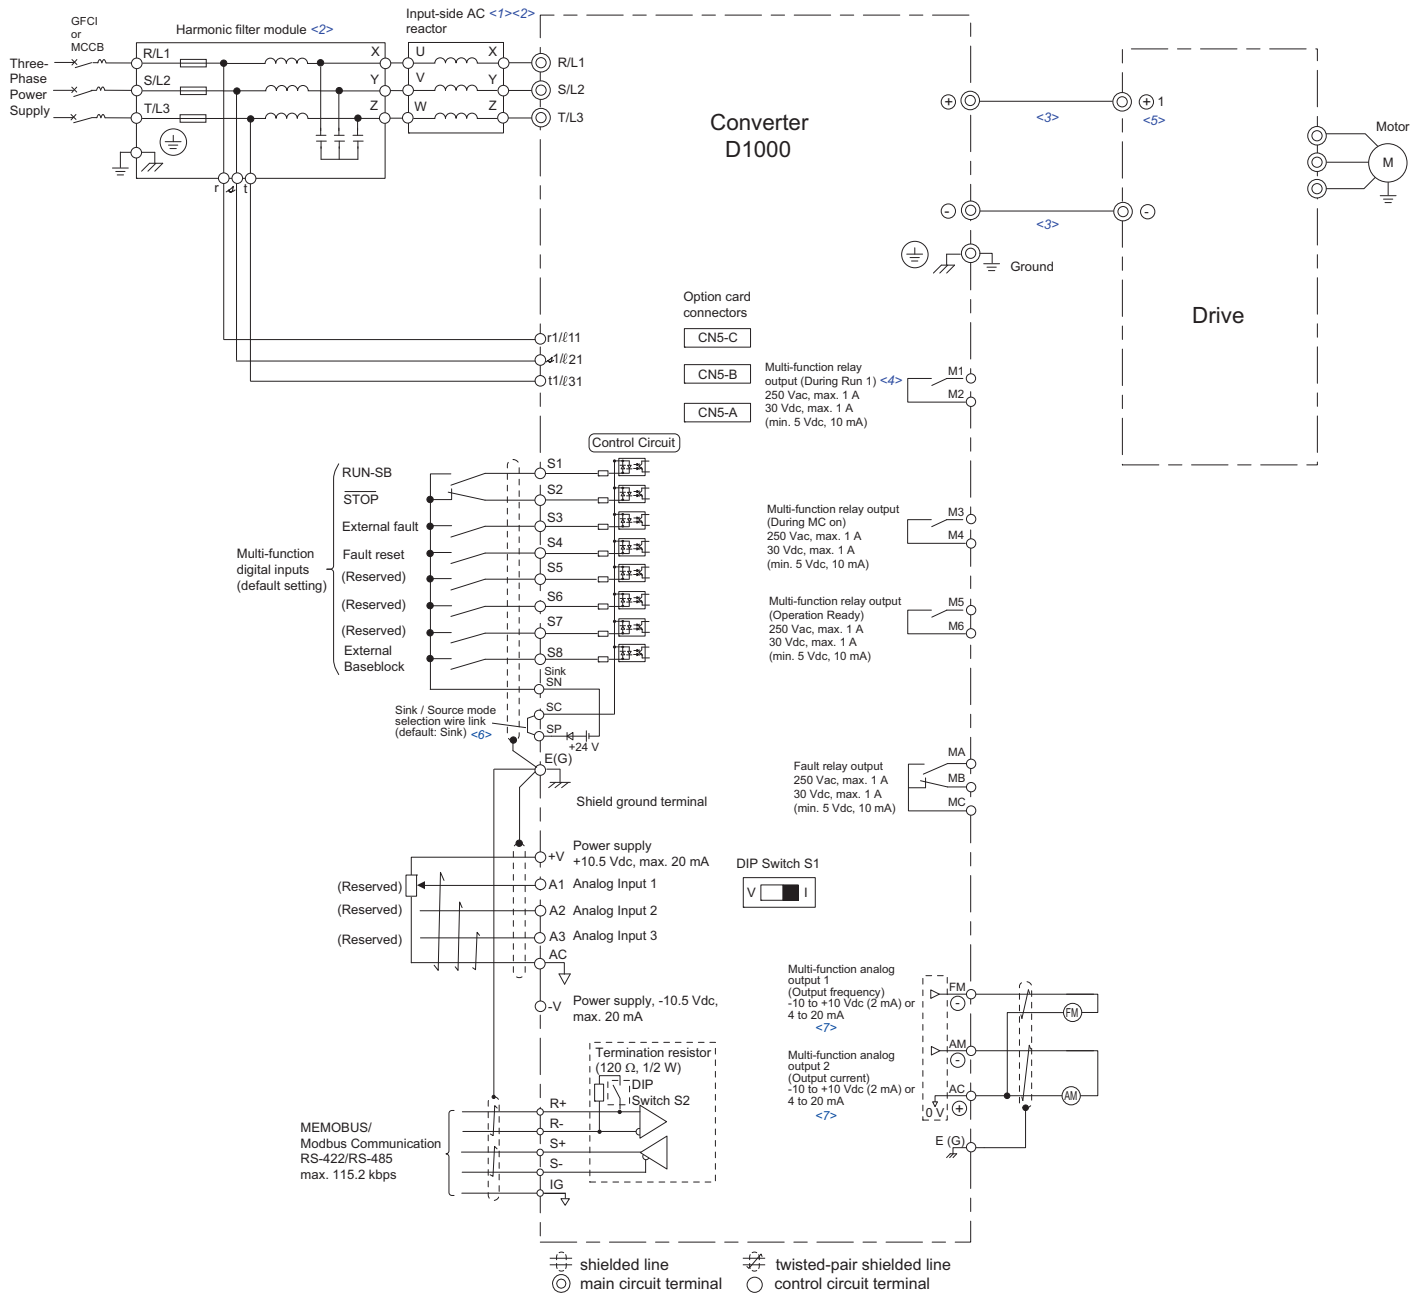 GFCI
or
MCCB
Harmonic filter module <2>
Input-side AC <1><2>
reactor
Three-
Phase
Power
Supply
R/L1
S/L2
T/L3
X
Y
Z
U
V
W
X
Y
Z
R/L1
S/L2
T/L3
r
t
Converter
D1000
+
<3>
+ 1
<5>
-
<3>
-
Motor
M
Ground
Drive
r1/ℓ11
1/ℓ21
t1/ℓ31
Option card
connectors
CN5-C
CN5-B
CN5-A
Multi-function relay
output (During Run 1) <4>
250 Vac, max. 1 A
30 Vdc, max. 1 A
(min. 5 Vdc, 10 mA)
M1
M2
Control Circuit
Multi-function
digital inputs
(default setting)
RUN-SB
STOP
External fault
Fault reset
(Reserved)
(Reserved)
(Reserved)
External
Baseblock
S1
S2
S3
S4
S5
S6
S7
S8
Sink
SN
SC
SP
+24 V
Sink / Source mode
selection wire link
(default: Sink) <6>
E(G)
Shield ground terminal
Multi-function relay output
(During MC on)
250 Vac, max. 1 A
30 Vdc, max. 1 A
(min. 5 Vdc, 10 mA)
M3
M4
Multi-function relay output
(Operation Ready)
250 Vac, max. 1 A
30 Vdc, max. 1 A
(min. 5 Vdc, 10 mA)
M5
M6
Fault relay output
250 Vac, max. 1 A
30 Vdc, max. 1 A
(min. 5 Vdc, 10 mA)
MA
MB
MC
+V
Power supply
+10.5 Vdc, max. 20 mA
(Reserved)
A1 Analog Input 1
(Reserved)
A2 Analog Input 2
(Reserved)
A3 Analog Input 3
AC
-V
Power supply, -10.5 Vdc,
max. 20 mA
DIP Switch S1
V I
Multi-function analog
output 1
(Output frequency)
-10 to +10 Vdc (2 mA) or
4 to 20 mA
<7>
Multi-function analog
output 2
(Output current)
-10 to +10 Vdc (2 mA) or
4 to 20 mA
<7>
FM
-
AM
-
AC
0 V
+
E (G)
FM
AM
Termination resistor
(120 Ω, 1/2 W)
DIP
Switch S2
MEMOBUS/
Modbus Communication
RS-422/RS-485
max. 115.2 kbps
R+
R-
S+
S-
IG
shielded line
twisted-pair shielded line
main circuit terminal
control circuit terminal